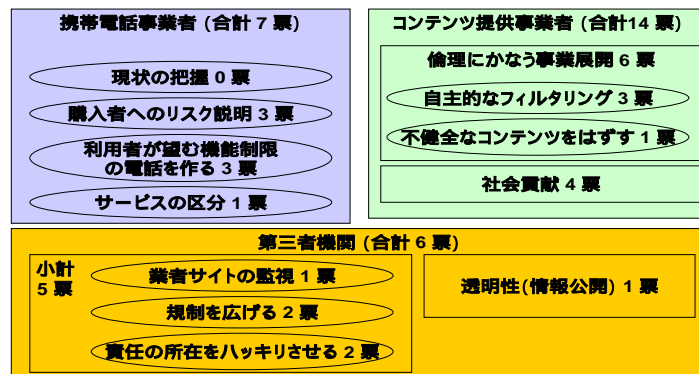 携帯電話事業者 (合計 7 票)
現状の把握 0 票
購入者へのリスク説明 3 票
利用者が望む機能制限
の電話を作る 3 票
サービスの区分 1 票
コンテンツ提供事業者 (合計14 票)
倫理にかなう事業展開 6 票
自主的なフィルタリング 3 票
不健全なコンテンツをはずす 1 票
社会貢献 4 票
第三者機関 (合計 6 票)
小計
5 票
業者サイトの監視 1 票
規制を広げる 2 票
責任の所在をハッキリさせる 2 票
透明性(情報公開) 1 票